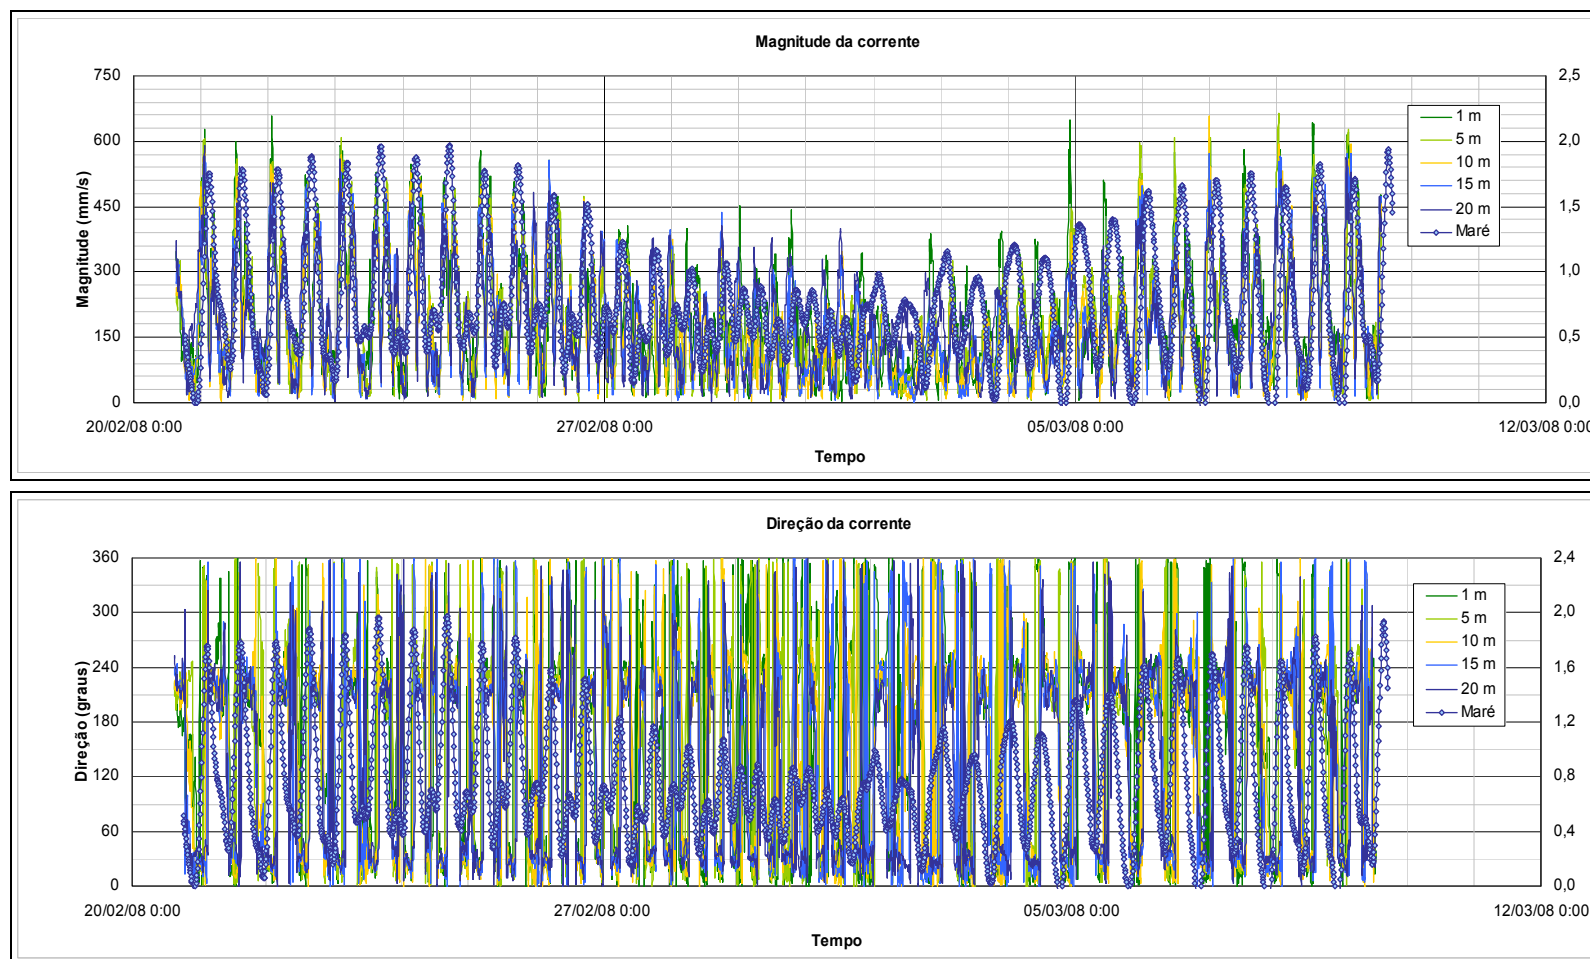 Magnitude da corrente
750
600
450
300
150
0
Magnitude (mm/s)
2,5
2,0
1,5
1,0
0,5
0,0
1 m
5 m
10 m
15 m
20 m
Maré
20/02/08 0:00
27/02/08 0:00
05/03/08 0:00
12/03/08 0:00
Tempo
Direção da corrente
360
300
240
180
120
60
0
Direção (graus)
2,4
2,0
1,6
1,2
0,8
0,4
0,0
1 m
5 m
10 m
15 m
20 m
Maré
20/02/08 0:00
27/02/08 0:00
05/03/08 0:00
12/03/08 0:00
Tempo